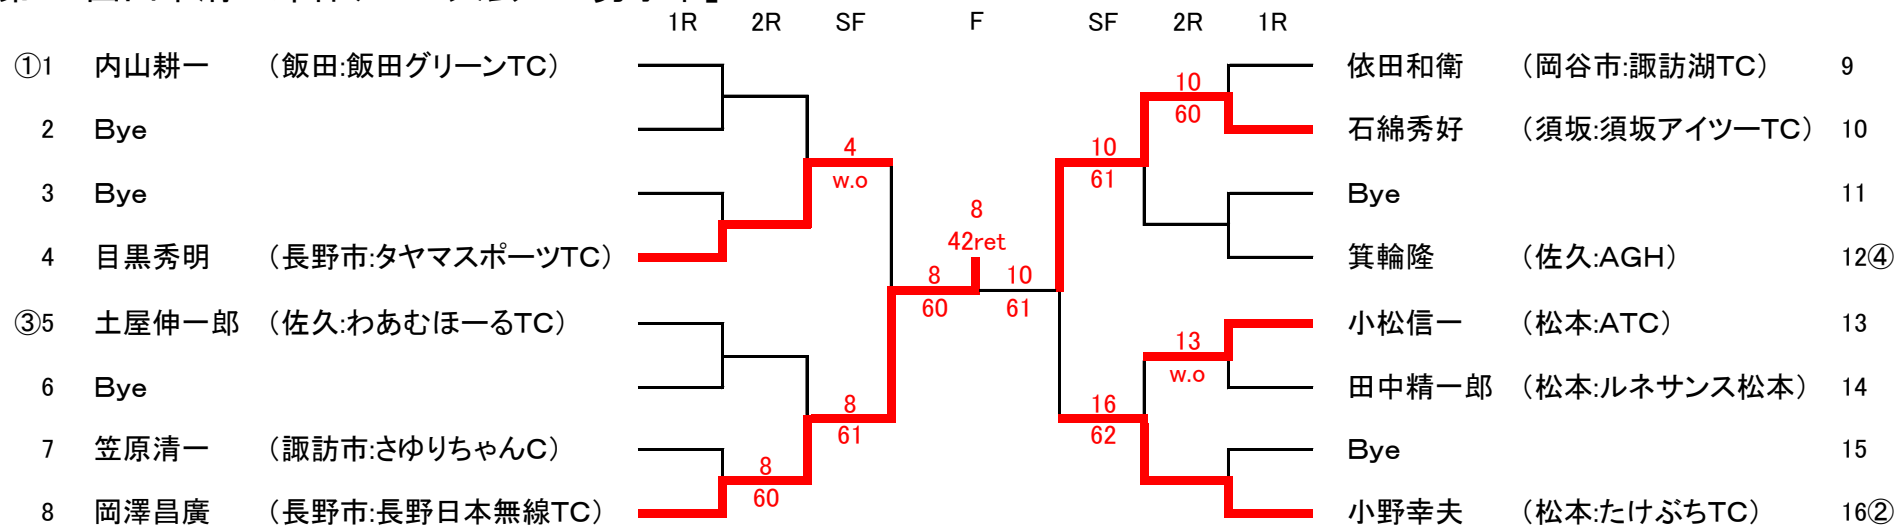 1R 2R SF F SF 2R 1R
①1 内山耕一 (飯田:飯田グリーンTC)
2 Bye
3 Bye
4 目黒秀明 (長野市:タヤマスポーツTC)
③5 土屋伸一郎 (佐久:わあむほーるTC)
6 Bye
7 笠原清一 (諏訪市:さゆりちゃんC)
8 岡澤昌廣 (長野市:長野日本無線TC)
4
w.o
8
61
8
60
8
60
8
42ret
10
61
10
61
10
60
13
w.o
16
62
依田和衛 (岡谷市:諏訪湖TC) 9
石綿秀好 (須坂:須坂アイツーTC) 10
Bye 11
箕輪隆 (佐久:AGH) 12④
小松信一 (松本:ATC) 13
田中精一郎 (松本:ルネサンス松本) 14
Bye 15
小野幸夫 (松本:たけぶちTC) 16②